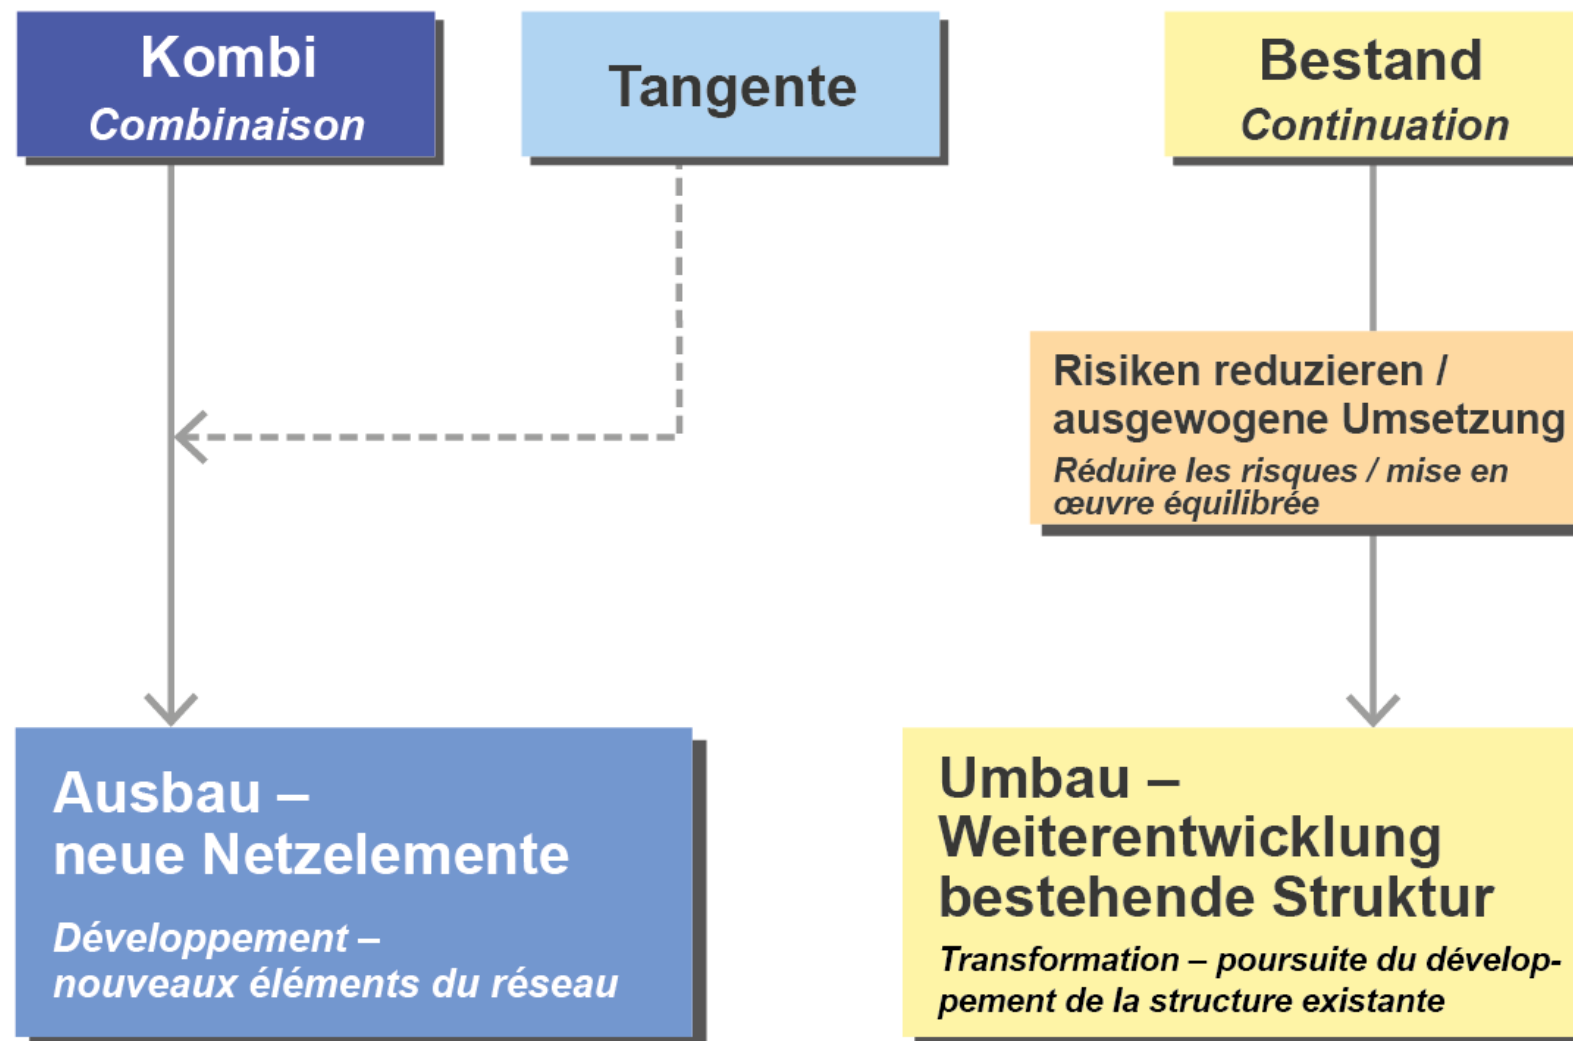 Kombi
Combinaison
Tangente
Bestand
Continuation
Risiken reduzieren /
ausgewogene Umsetzung
Réduire les risques / mise en
œuvre équilibrée
Ausbau –
neue Netzelemente
Développement –
nouveaux éléments du réseau
Umbau –
Weiterentwicklung
bestehende Struktur
Transformation – poursuite du dévelop-
pement de la structure existante